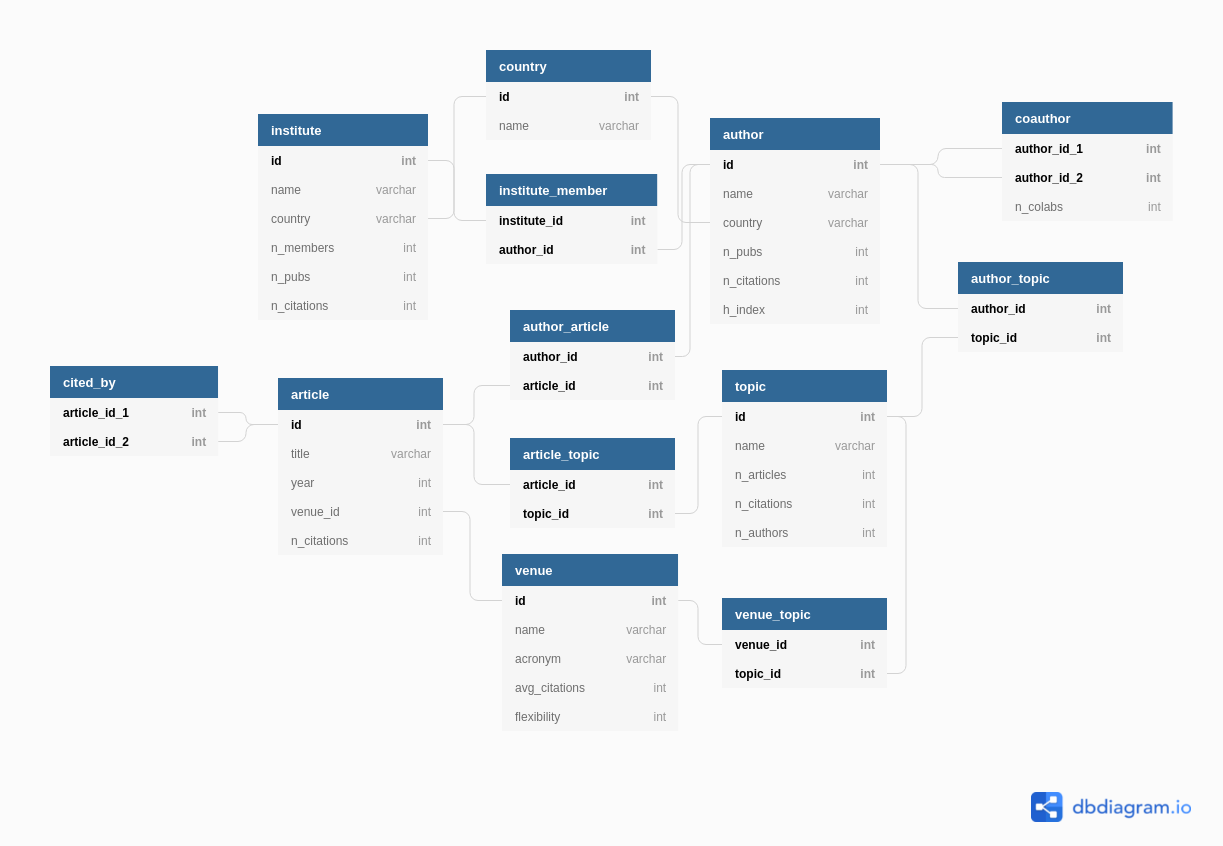 country
id int
name varchar
institute
id int
name varchar
country varchar
n_members int
n_pubs int
n_citations int
institute_member
institute_id int
author_id int
author
id int
name varchar
country varchar
n_pubs int
n_citations int
h_index int
coauthor
author_id_1 int
author_id_2 int
n_colabs int
author_topic
author_id int
topic_id int
author_article
author_id int
article_id int
cited_by
article_id_1 int
article_id_2 int
article
id int
title varchar
year int
venue_id int
n_citations int
article_topic
article_id int
topic_id int
topic
id int
name varchar
n_articles int
n_citations int
n_authors int
venue
id int
name varchar
acronym varchar
avg_citations int
flexibility int
venue_topic
venue_id int
topic_id int
dbdiagram.io